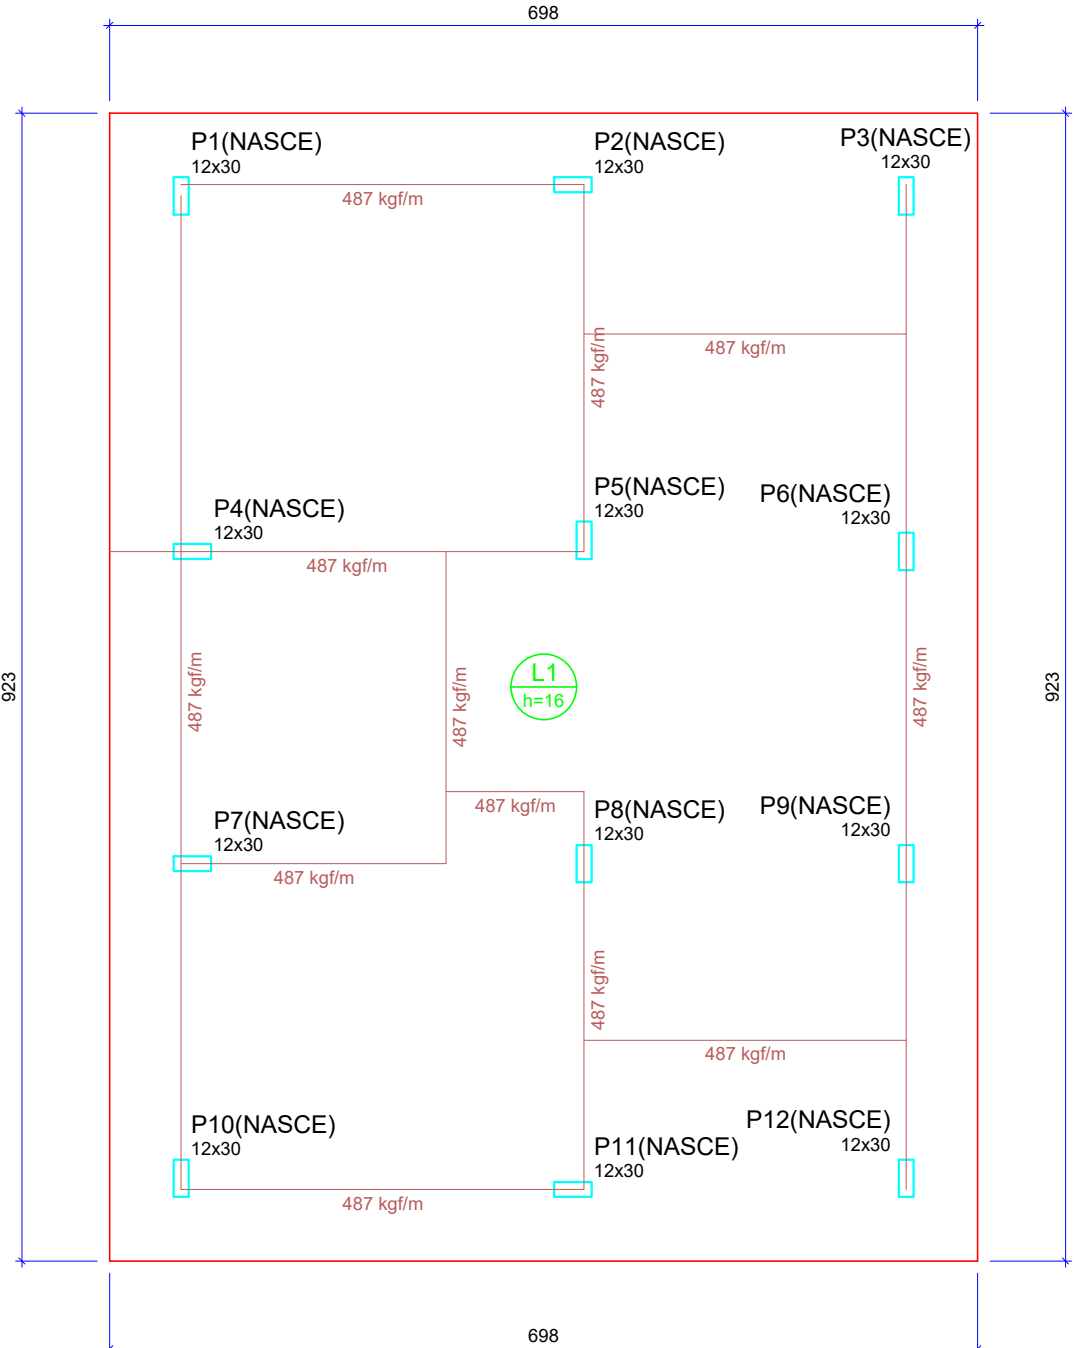 698
P1(NASCE)
12x30
P2(NASCE)
12x30
P3(NASCE)
12x30
487 kgf/m
487 kgf/m
487 kgf/m
P4(NASCE)
12x30
P5(NASCE)
12x30
P6(NASCE)
12x30
487 kgf/m
923
487 kgf/m
487 kgf/m
L1
h=16
487 kgf/m
923
487 kgf/m
P7(NASCE)
12x30
P8(NASCE)
12x30
P9(NASCE)
12x30
487 kgf/m
487 kgf/m
487 kgf/m
P10(NASCE)
12x30
P11(NASCE)
12x30
P12(NASCE)
12x30
487 kgf/m
698